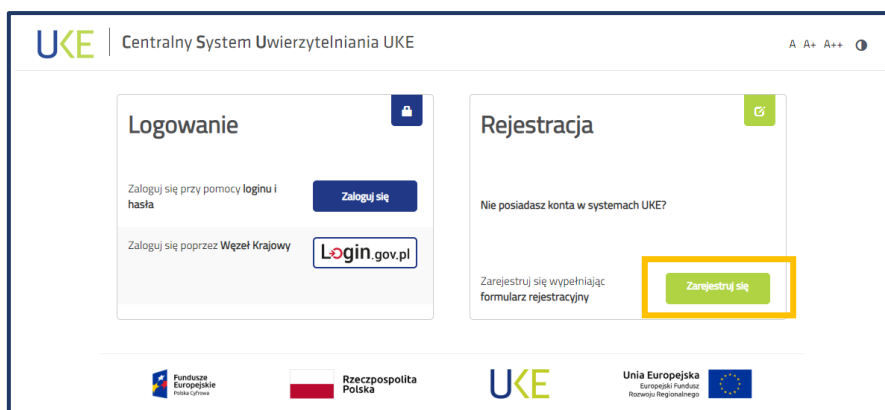 UKE Centralny System Uwierzytelniania UKE
A A+ A++
Logowanie
Zaloguj się przy pomocy loginu i
hasła
Zaloguj się
Zaloguj się poprzez Węzeł Krajowy
Login.gov.pl
Rejestracja
Nie posiadasz konta w systemach UKE?
Zarejestruj się wypełniając
formularz rejestracyjny
Zarejestruj się
Fundusze
Europejskie
Polska Cyfrowa
Rzeczpospolita
Polska
UKE
Unia Europejska
Europejski Fundusz
Rozwoju Regionalnego